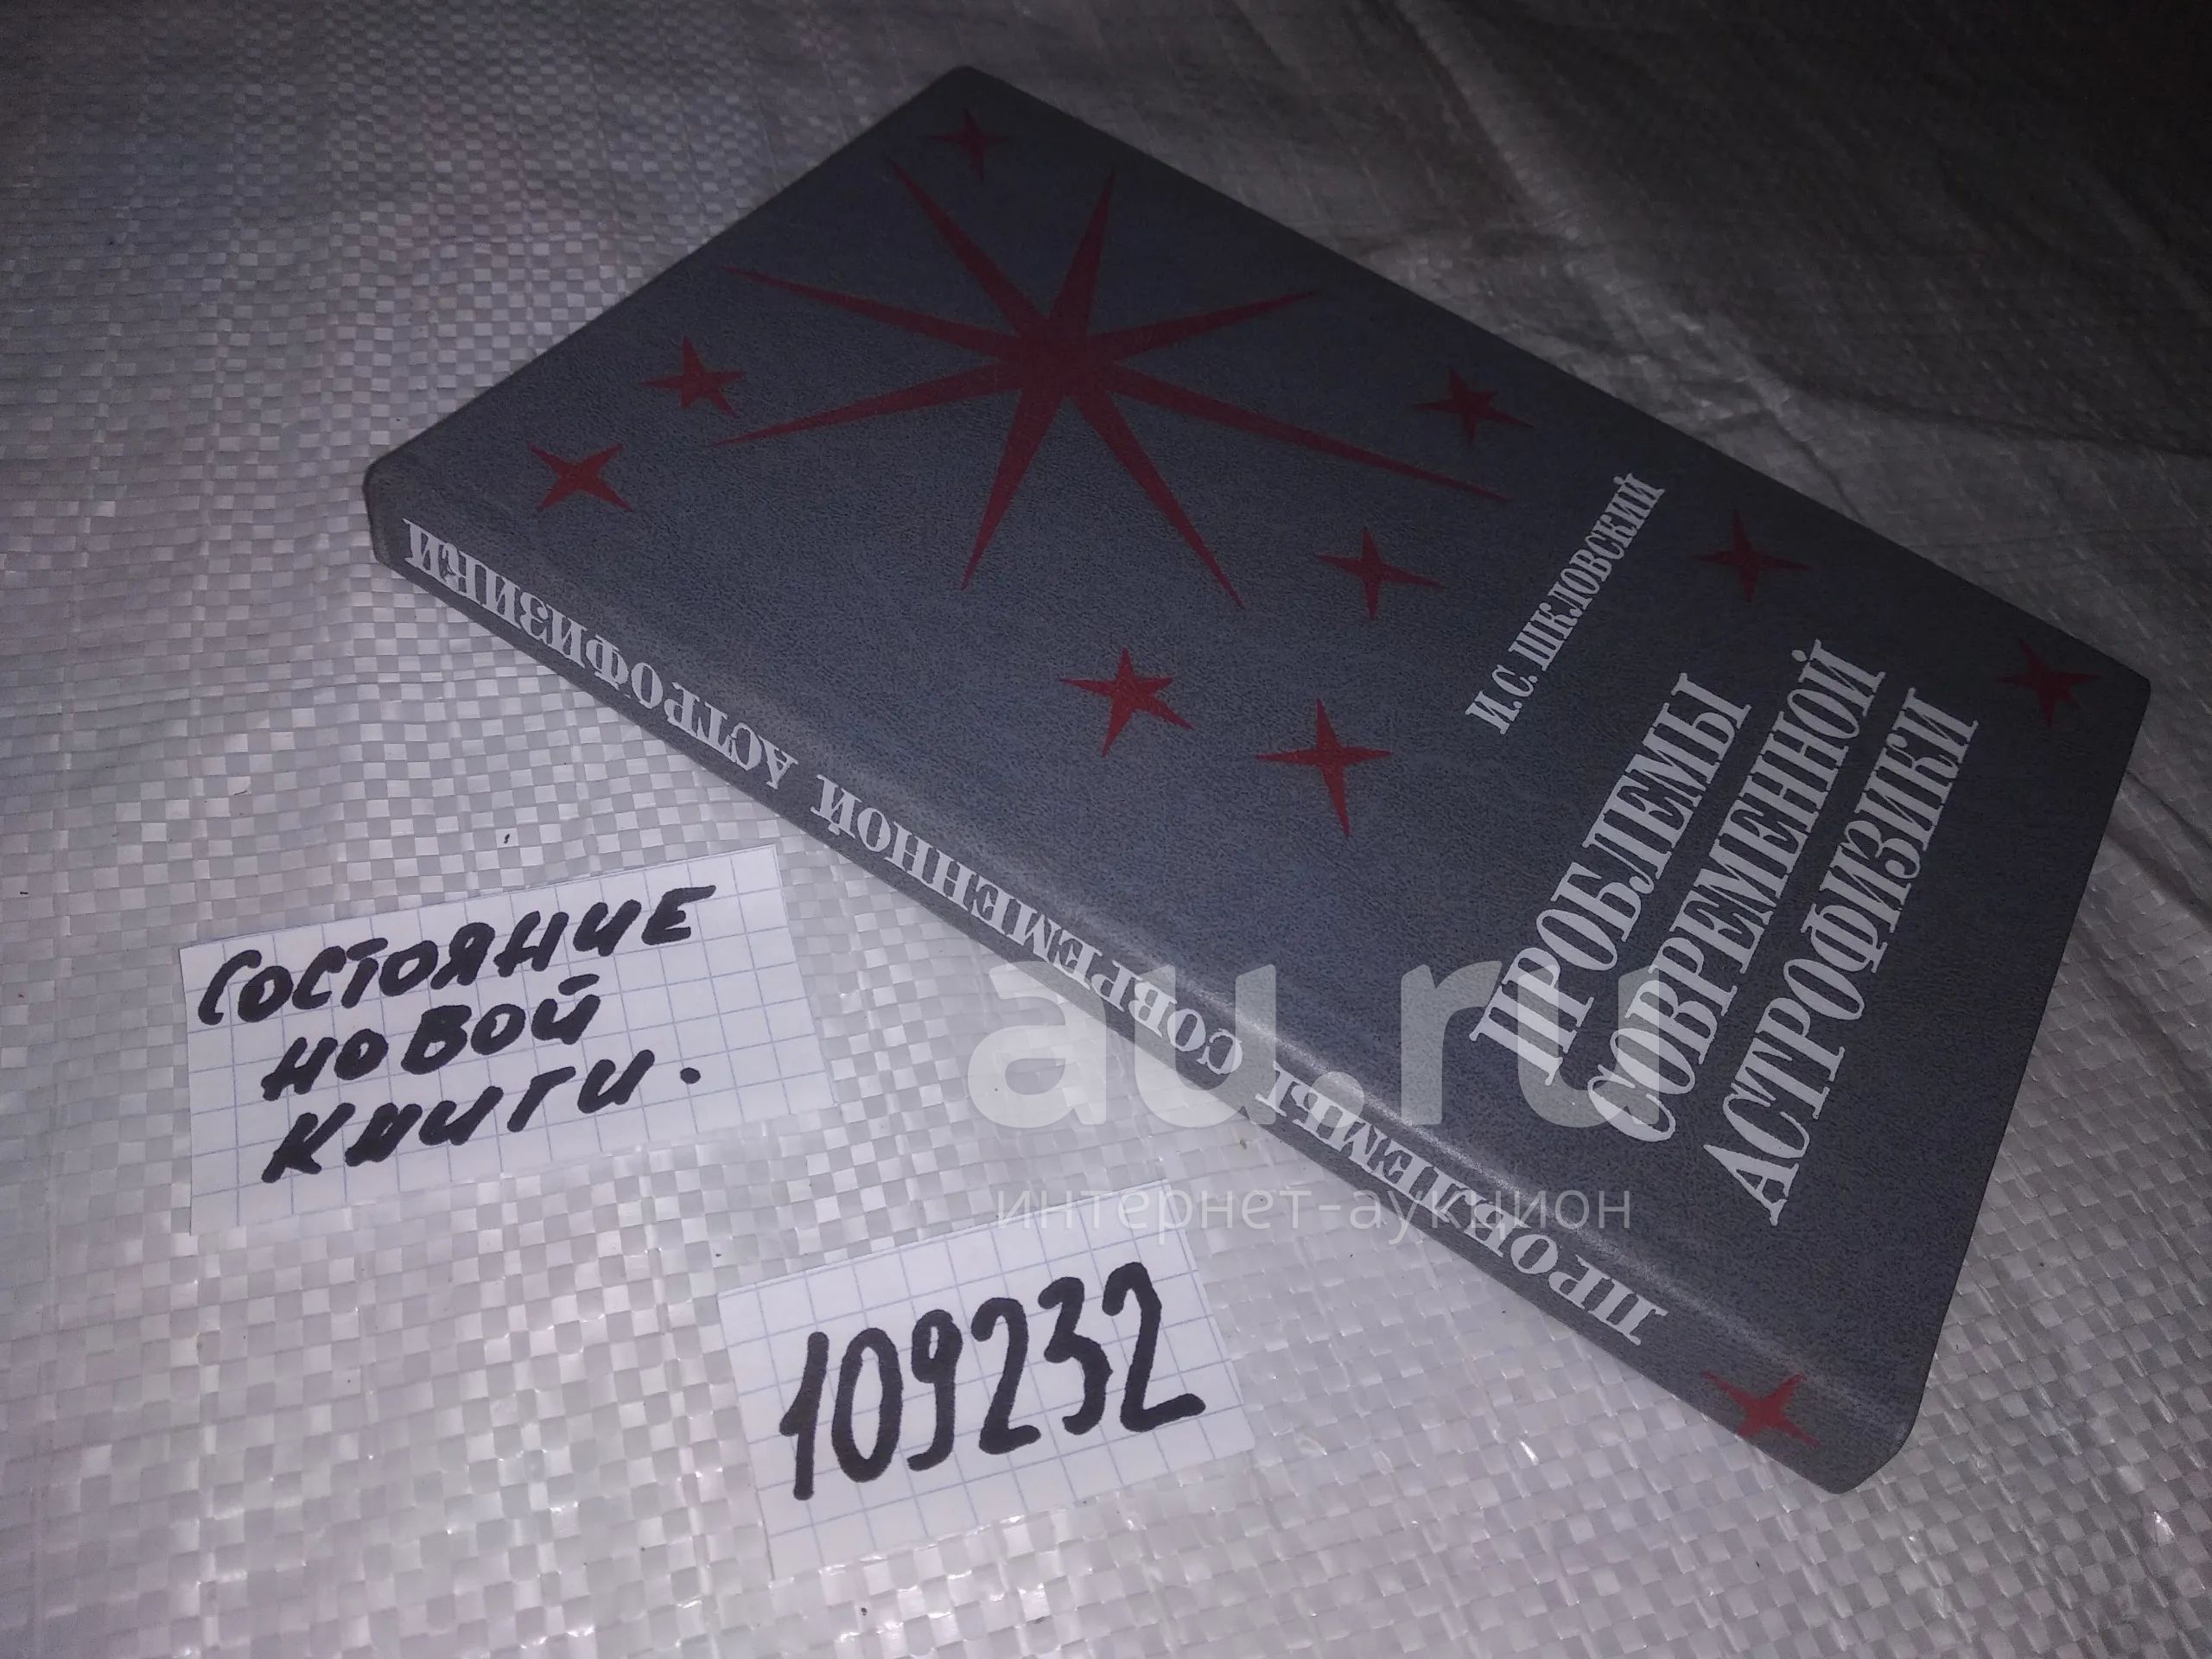 И.С. ШКЛОВСКИЙ
ПРОБЛЕМЫ
СОВРЕМЕННОЙ
АСТРОФИЗИКИ
ПРОБЛЕМЫ СОВРЕМЕННОЙ АСТРОФИЗИКИ
СОСТОЯНИЕ
НОВОЙ
КНИГИ.
au.ru
интернет-аукцион
109232